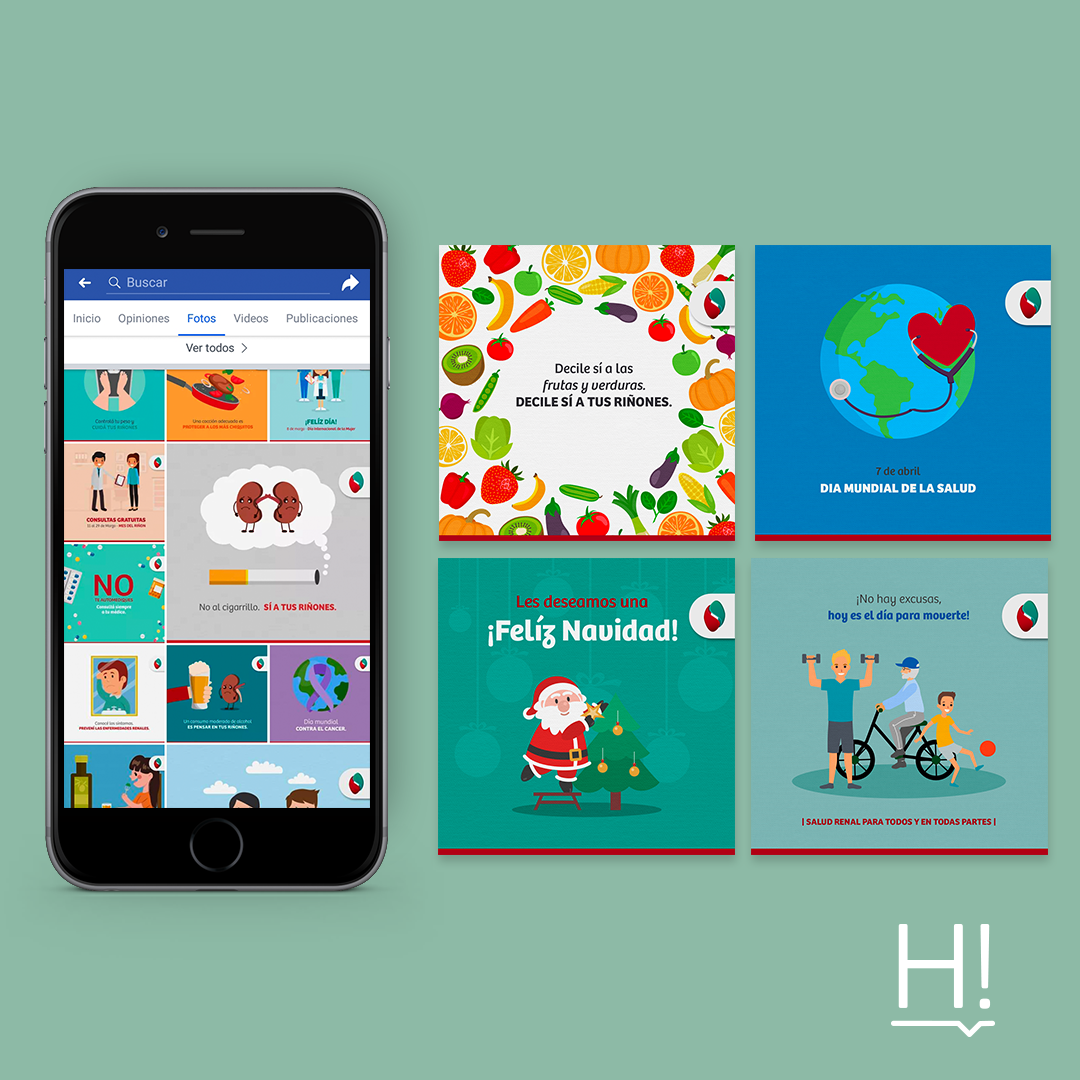 Buscar
Inicio Opiniones Fotos Videos Publicaciones
Ver todos
Controlá tu peso y
CUIDÁ TUS RIÑONES
Una cocción adecuada es
PROTEGER A LOS MÁS CHIQUITOS
¡FELÍZ DÍA!
8 de marzo - Día Internacional de la Mujer
CONSULTAS GRATUITAS
MES DEL RIÑON
No al cigarrillo. SÍ A TUS RIÑONES.
NO
TE AUTOMEDIQUES
Consultá siempre
a tu médico.
Conocé los síntomas.
PREVENÍ LAS ENFERMEDADES RENALES.
Un consumo moderado de alcohol
ES PENSAR EN TUS RIÑONES.
Día mundial
CONTRA EL CANCER.
Decile sí a las
frutas y verduras.
DECILE SÍ A TUS RIÑONES.
7 de abril
DIA MUNDIAL DE LA SALUD
Les deseamos una
¡Felíz Navidad!
¡No hay excusas,
hoy es el día para moverte!
| SALUD RENAL PARA TODOS Y EN TODAS PARTES |
H!